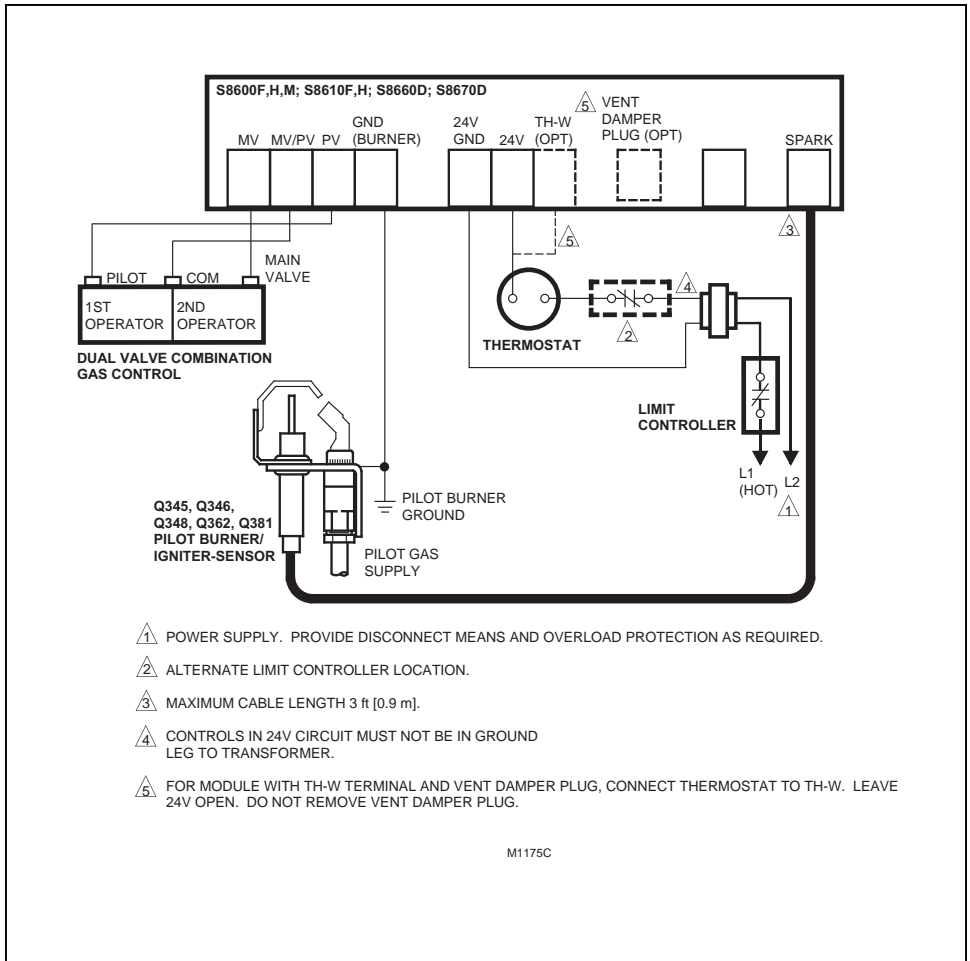 S8600F,H,M; S8610F,H; S8660D; S8670D
MV MV/PV PV
GND
(BURNER)
24V
GND
24V
TH-W
(OPT)
5
VENT
DAMPER
PLUG (OPT)
SPARK
3
5
PILOT
COM
MAIN
VALVE
1ST
OPERATOR
2ND
OPERATOR
DUAL VALVE COMBINATION
GAS CONTROL
THERMOSTAT
2
4
LIMIT
CONTROLLER
L1
(HOT)
L2
1
Q345, Q346,
Q348, Q362, Q381
PILOT BURNER/
IGNITER-SENSOR
PILOT BURNER
GROUND
PILOT GAS
SUPPLY
1 POWER SUPPLY. PROVIDE DISCONNECT MEANS AND OVERLOAD PROTECTION AS REQUIRED.
2 ALTERNATE LIMIT CONTROLLER LOCATION.
3 MAXIMUM CABLE LENGTH 3 ft [0.9 m].
4 CONTROLS IN 24V CIRCUIT MUST NOT BE IN GROUND
LEG TO TRANSFORMER.
5 FOR MODULE WITH TH-W TERMINAL AND VENT DAMPER PLUG, CONNECT THERMOSTAT TO TH-W. LEAVE
24V OPEN. DO NOT REMOVE VENT DAMPER PLUG.
M1175C